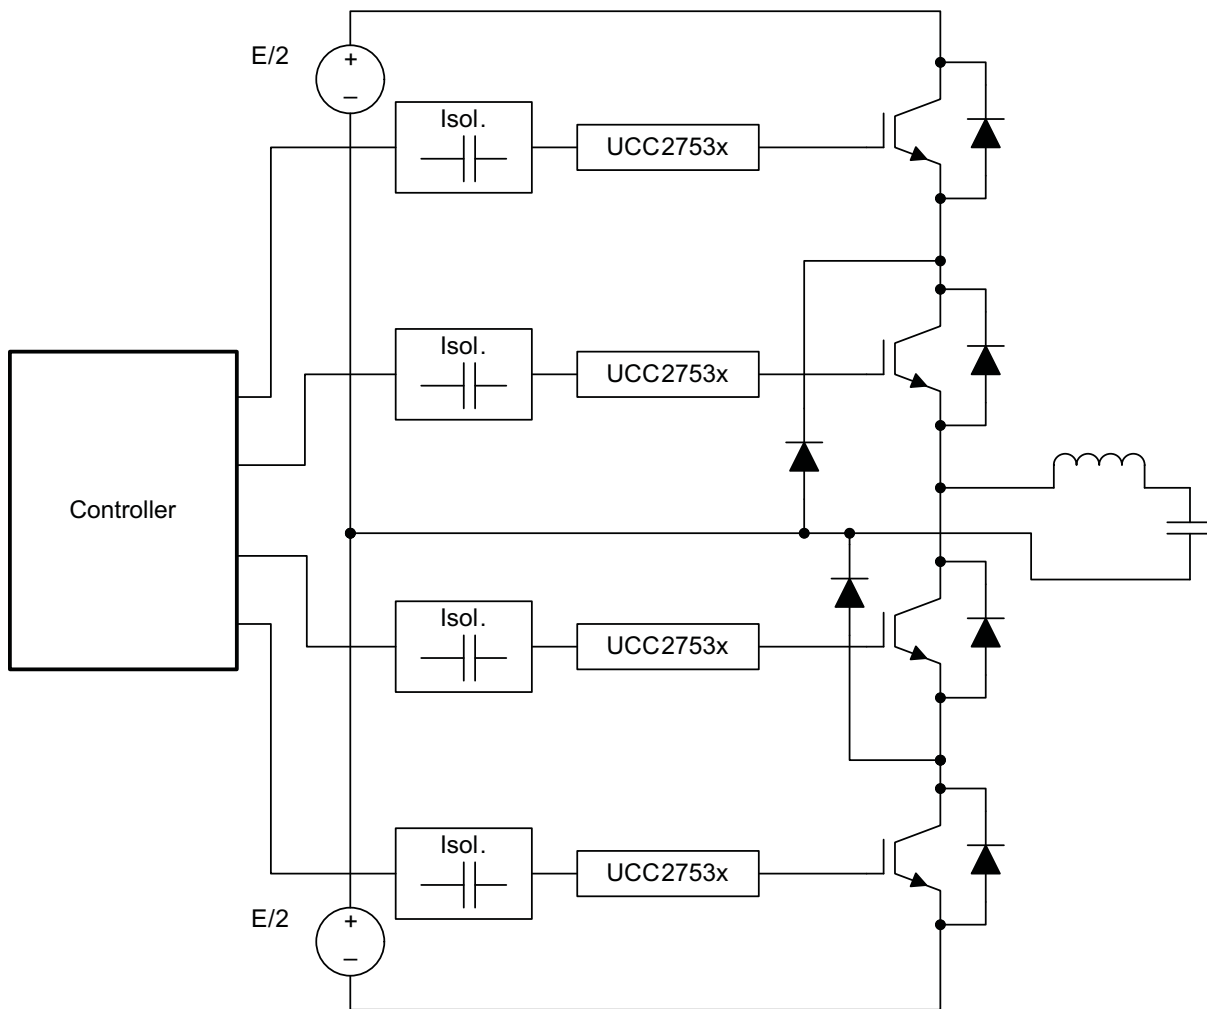 E/2
+
–
Isol.
UCC2753x
Isol.
UCC2753x
Controller
Isol.
UCC2753x
Isol.
UCC2753x
E/2
+
–